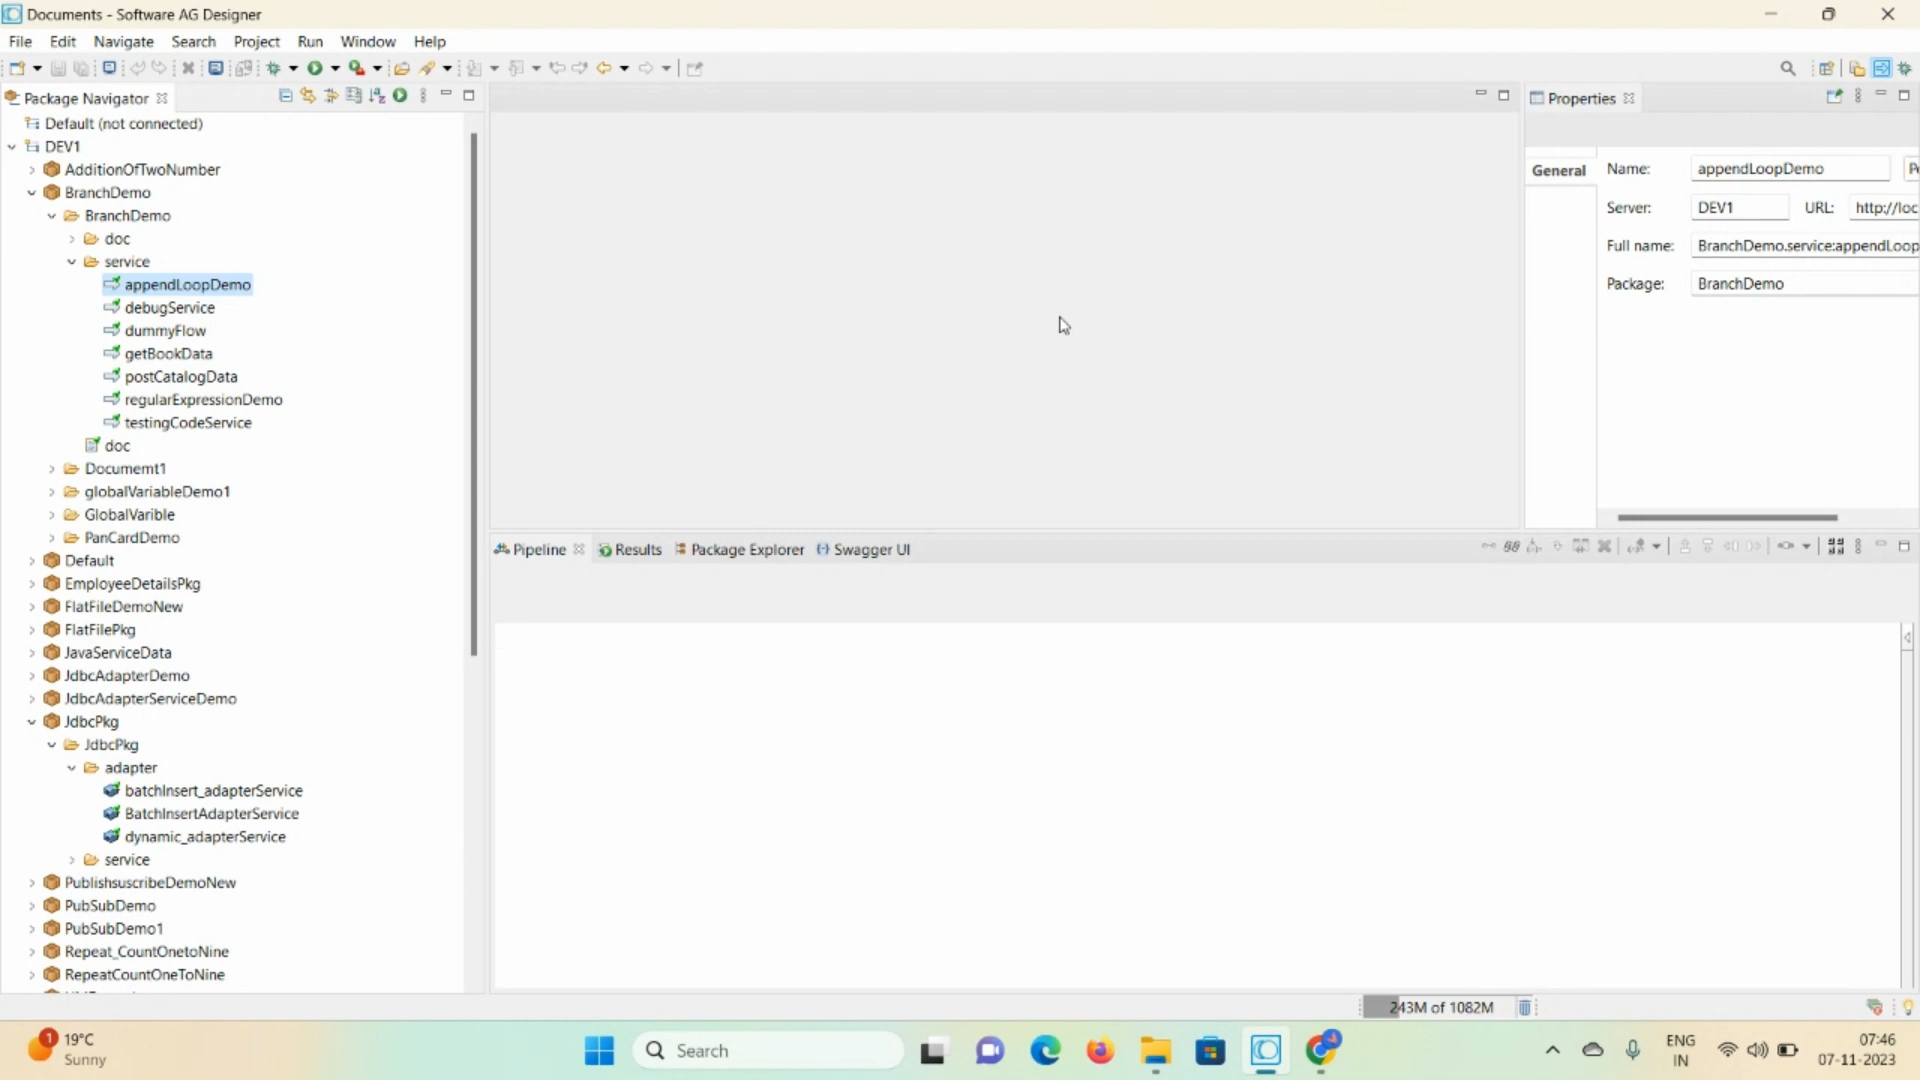 Documents - Software AG Designer
File Edit Navigate Search Project Run Window Help
Package Navigator
Default (not connected)
DEV1
AdditionOfTwoNumber
BranchDemo
BranchDemo
doc
service
appendLoopDemo
debugService
dummyFlow
getBookData
postCatalogData
regularExpressionDemo
testingCodeService
doc
Documemt1
globalVariableDemo1
GlobalVarible
PanCardDemo
Default
EmployeeDetailsPkg
FlatFileDemoNew
FlatFilePkg
JavaServiceData
JdbcAdapterDemo
JdbcAdapterServiceDemo
JdbcPkg
JdbcPkg
adapter
batchInsert_adapterService
BatchInsertAdapterService
dynamic_adapterService
service
PublishsuscribeDemoNew
PubSubDemo
PubSubDemo1
Repeat_CountOnetoNine
RepeatCountOneToNine
Properties
General
Name: appendLoopDemo
Server: DEV1 URL: http://loc
Full name: BranchDemo.service:appendLoop
Package: BranchDemo
Pipeline Results Package Explorer Swagger UI
243M of 1082M
1
19°C
Sunny
Search
ENG
IN
07:46
07-11-2023